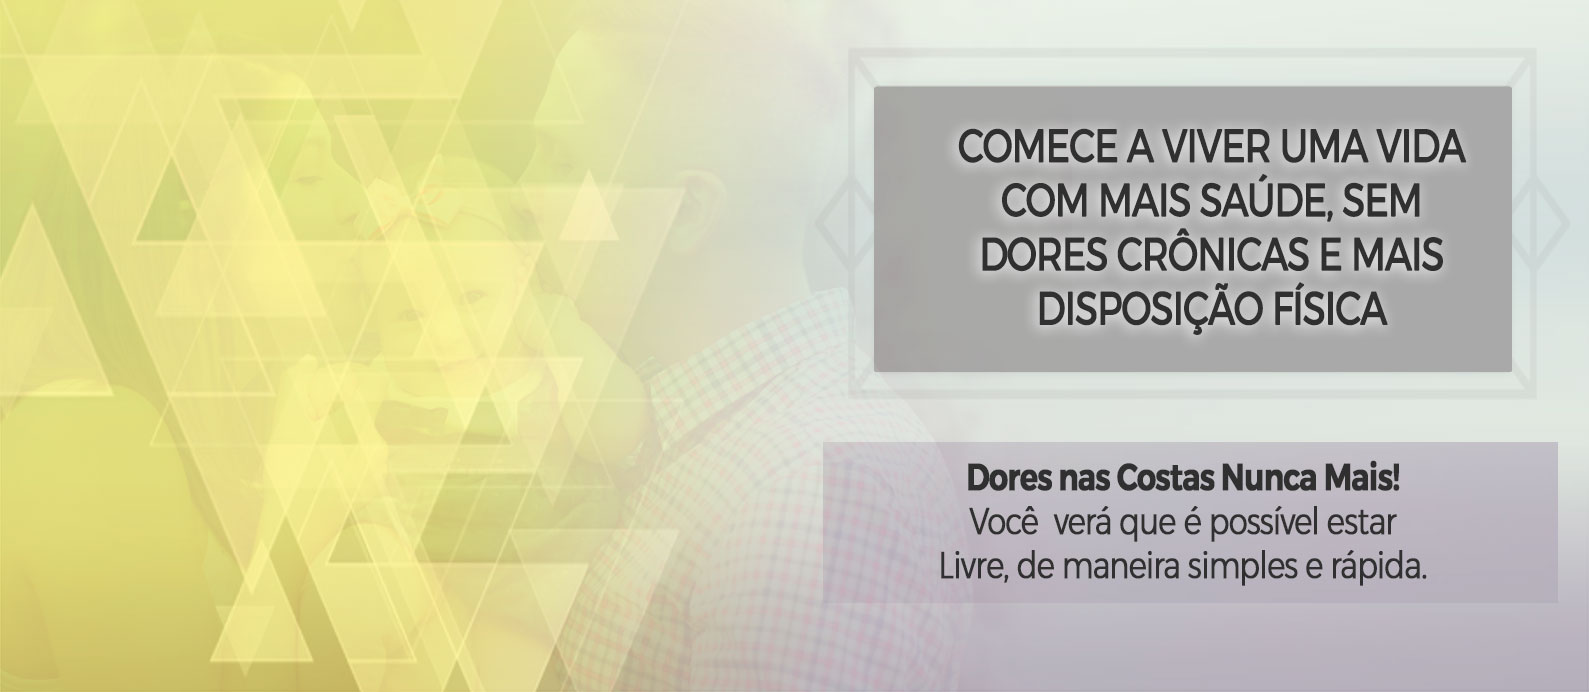 COMECE A VIVER UMA VIDA
COM MAIS SAÚDE, SEM
DORES CRÔNICAS E MAIS
DISPOSIÇÃO FÍSICA
Dores nas Costas Nunca Mais!
Você verá que é possível estar
Livre, de maneira simples e rápida.